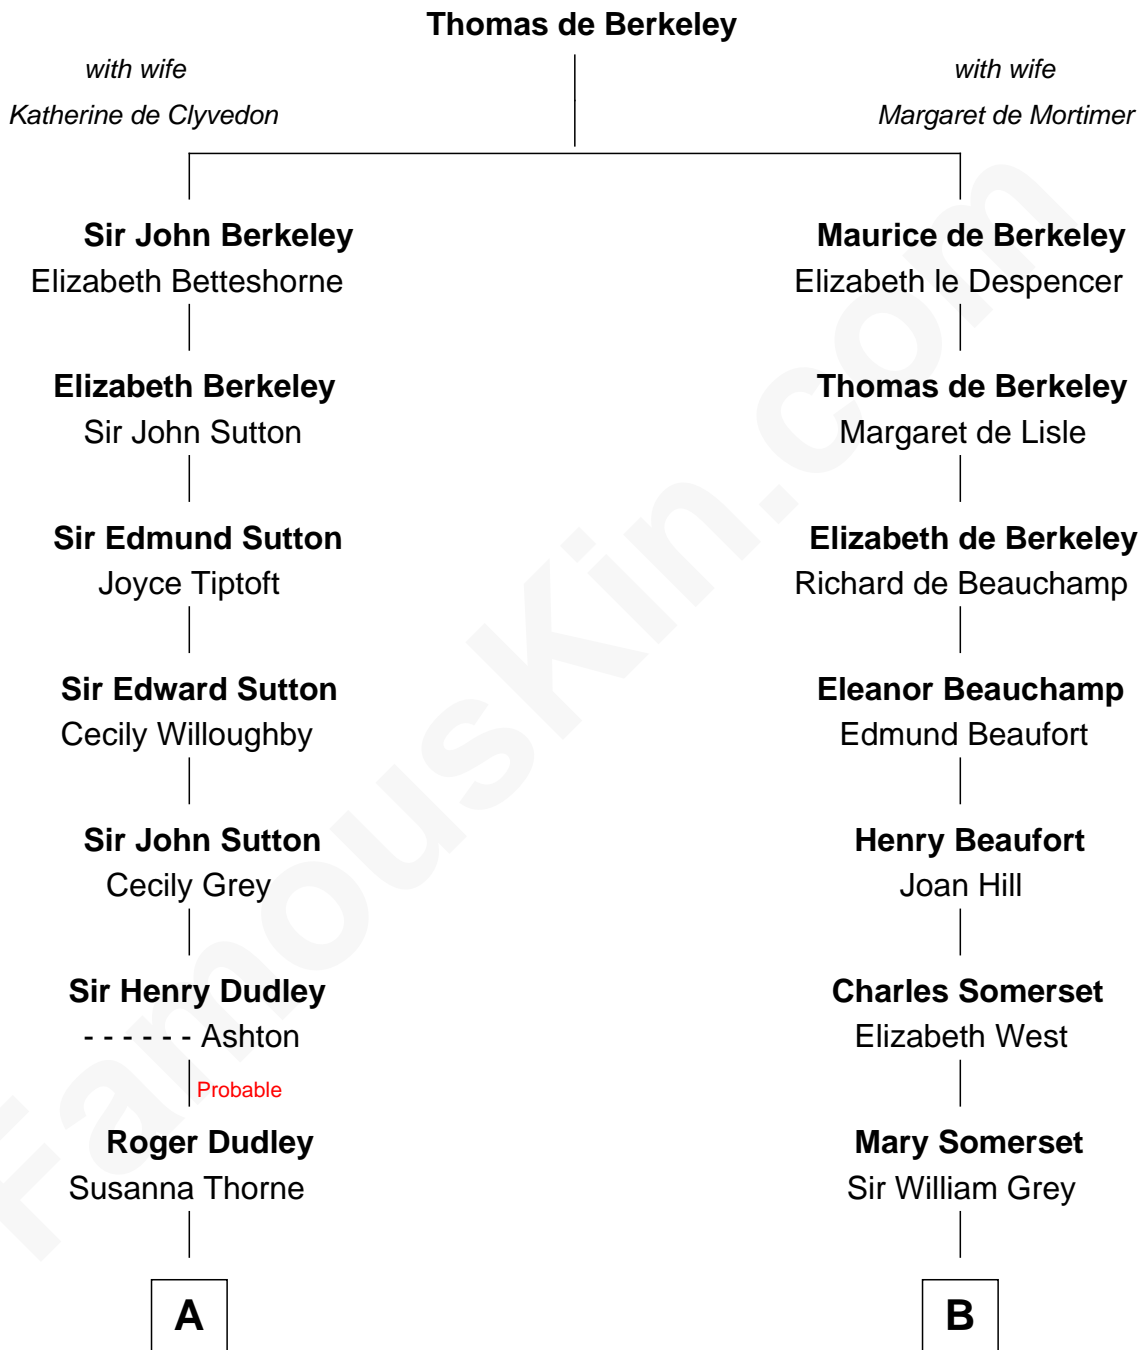 Thomas de Berkeley
with wife
Katherine de Clyvedon
with wife
Margaret de Mortimer
Sir John Berkeley
Elizabeth Betteshorne
Maurice de Berkeley
Elizabeth le Despencer
Elizabeth Berkeley
Sir John Sutton
Thomas de Berkeley
Margaret de Lisle
Sir Edmund Sutton
Joyce Tiptoft
Elizabeth de Berkeley
Richard de Beauchamp
Sir Edward Sutton
Cecily Willoughby
Eleanor Beauchamp
Edmund Beaufort
Sir John Sutton
Cecily Grey
Henry Beaufort
Joan Hill
Sir Henry Dudley
- - - - - - Ashton
Charles Somerset
Elizabeth West
Probable
Roger Dudley
Susanna Thorne
Mary Somerset
Sir William Grey
A
B
FamousKin.com